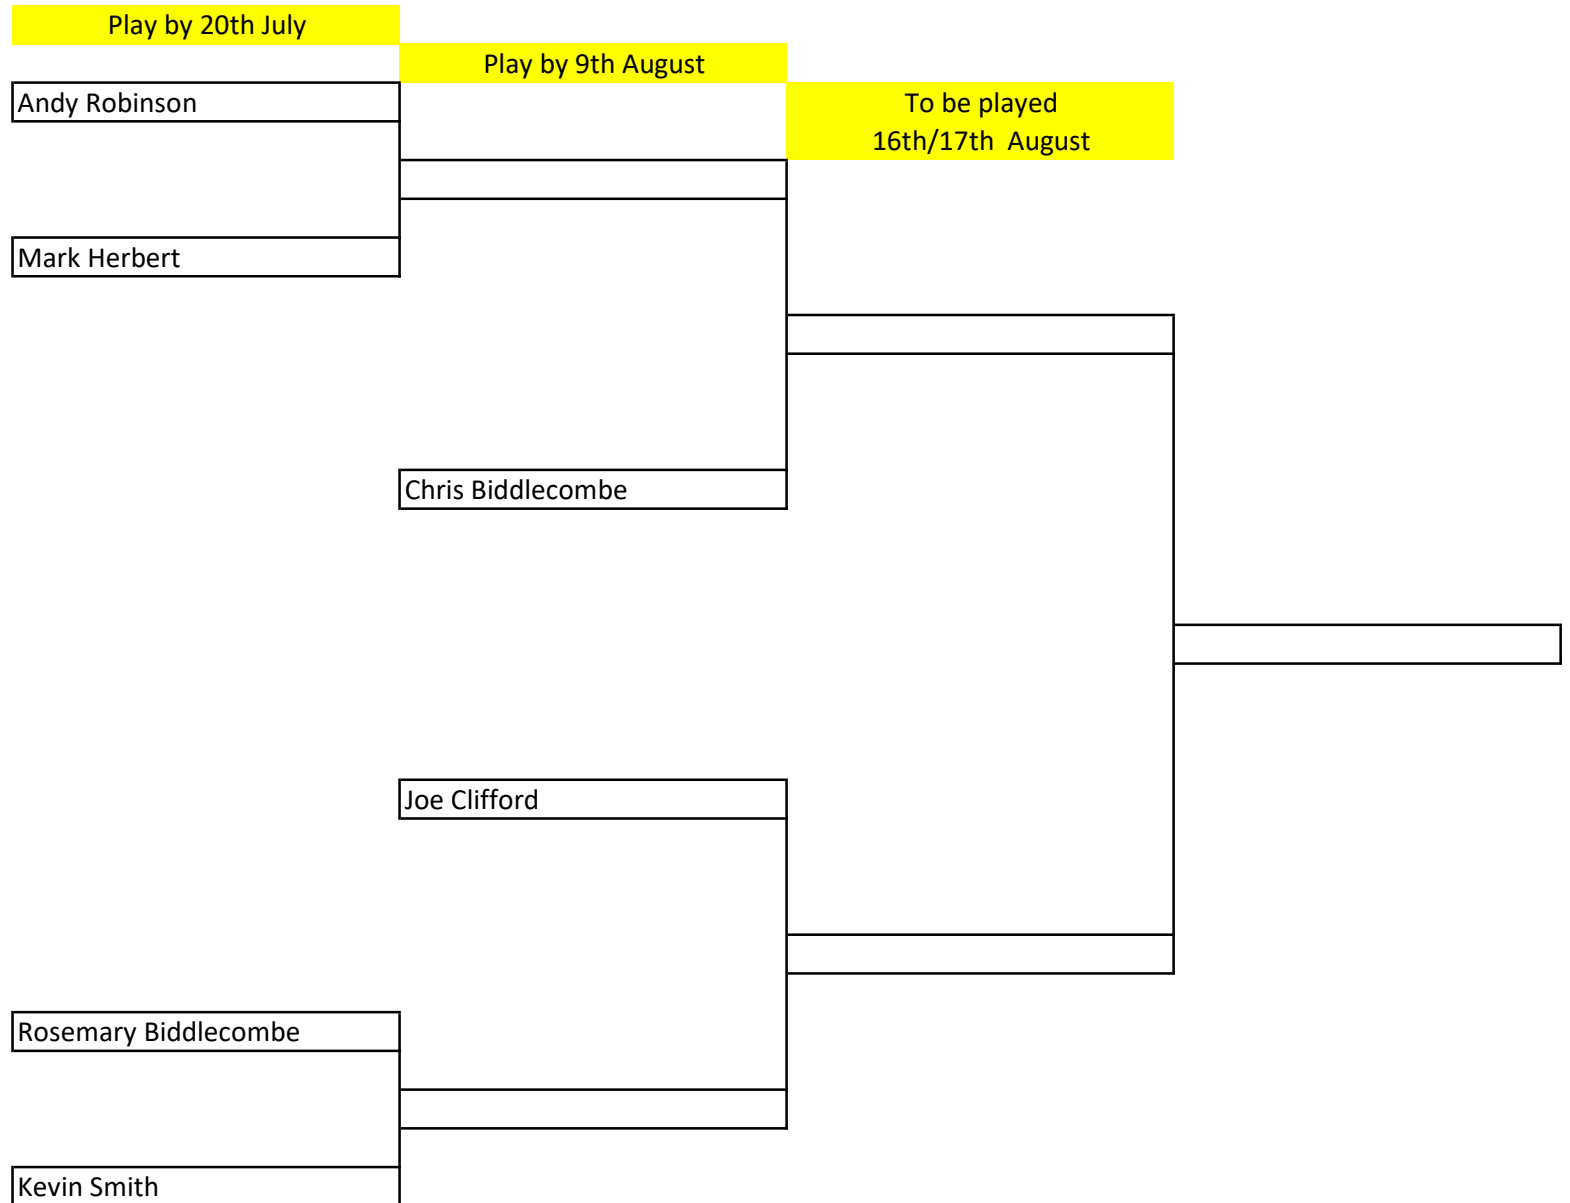 Play by 20th July
Play by 9th August
Andy Robinson
To be played
16th/17th  August
Mark Herbert
Chris Biddlecombe
Joe Clifford
Rosemary Biddlecombe
Kevin Smith